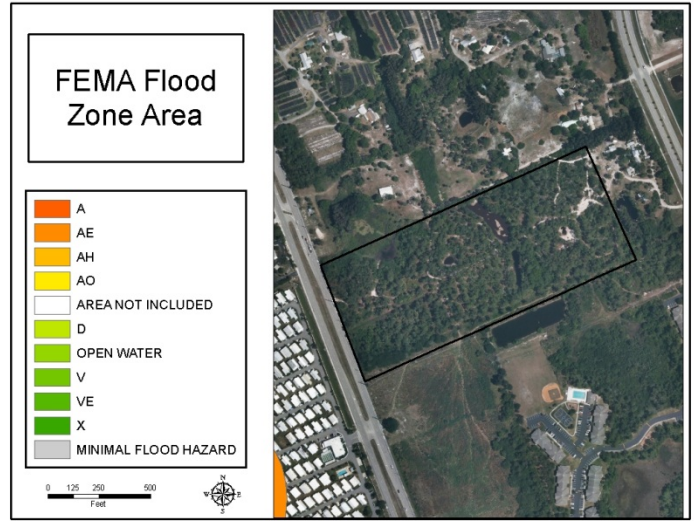 FEMA Flood
Zone Area
A
AE
AH
AO
AREA NOT INCLUDED
D
OPEN WATER
V
VE
X
MINIMAL FLOOD HAZARD
0 125 250 500
Feet
N
W E
S